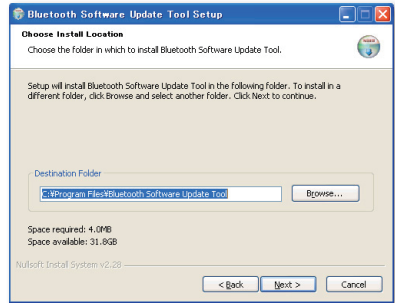 Bluetooth Software Update Tool Setup
Choose Install Location
Choose the folder in which to install Bluetooth Software Update Tool.
Setup will install Bluetooth Software Update Tool in the following folder. To install in a
different folder, click Browse and select another folder. Click Next to continue.
Destination Folder
C:¥Program Files¥Bluetooth Software Update Tool
Browse...
Space required: 4.0MB
Space available: 31.8GB
Nullsoft Install System v2.28
< Back
Next >
Cancel